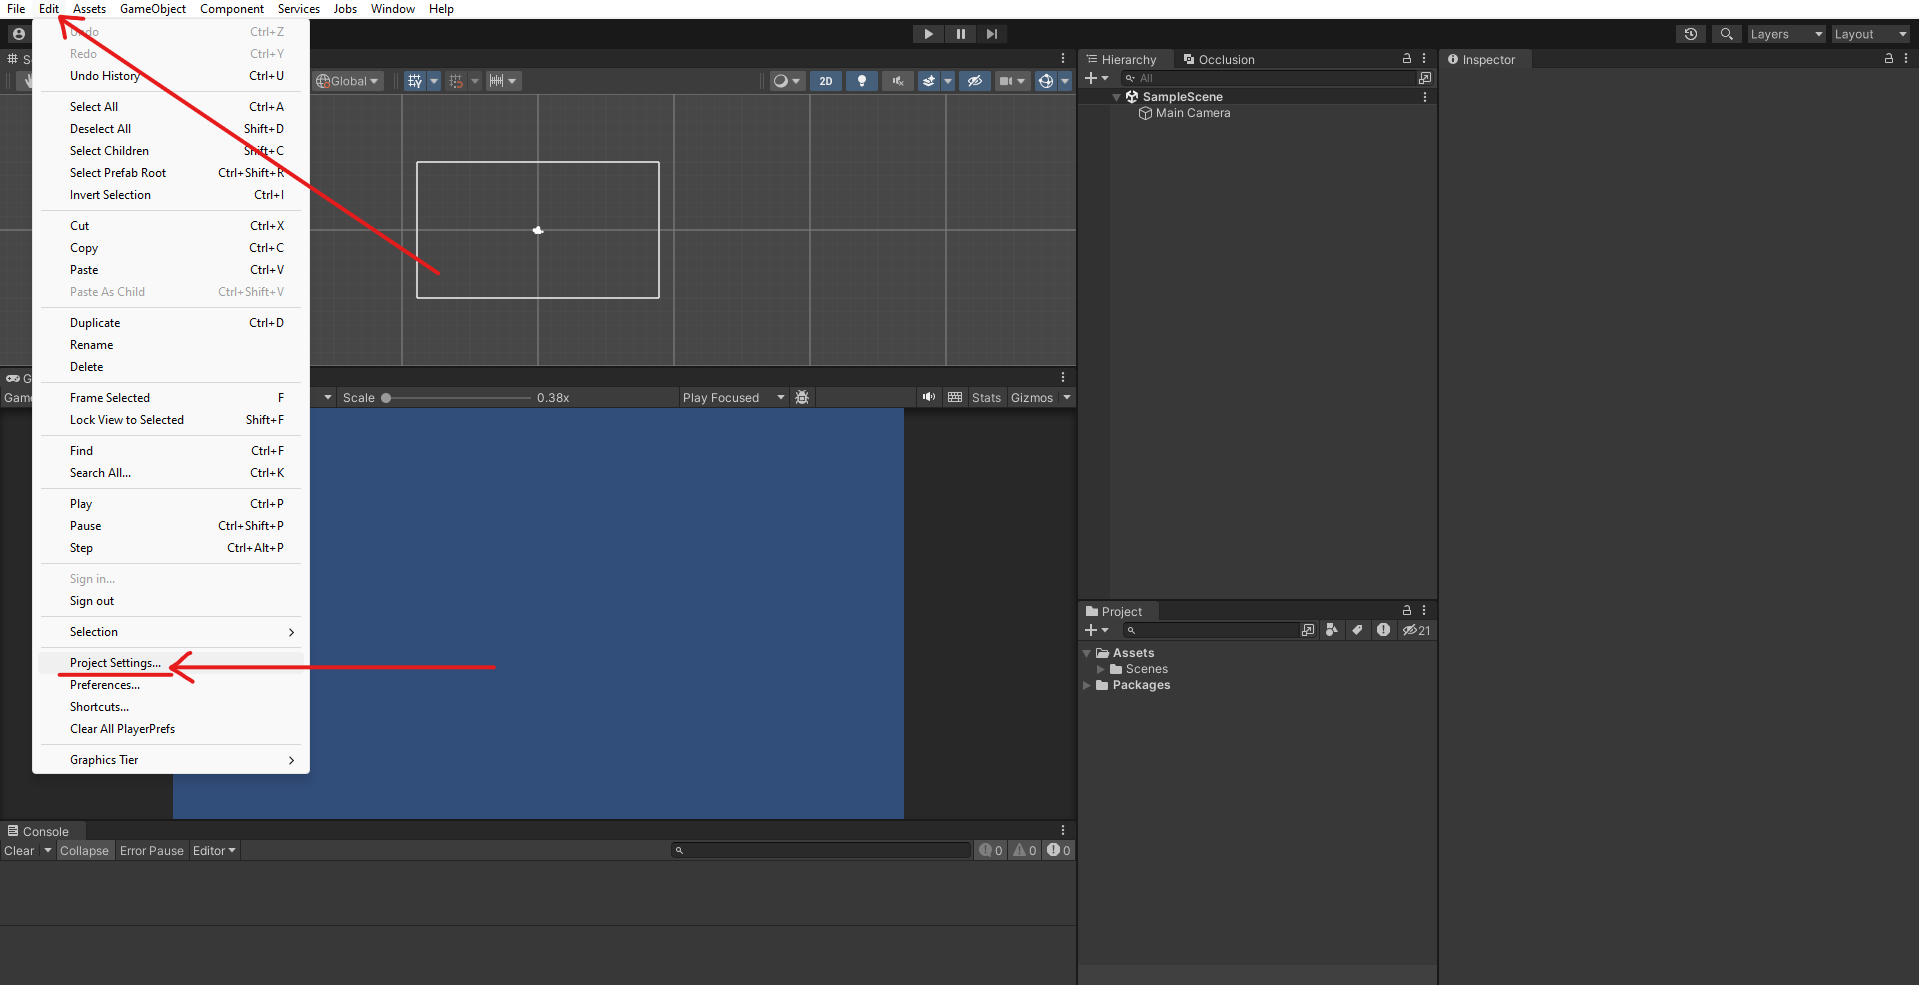 File Edit Assets GameObject Component Services Jobs Window Help
Layers Layout
Undo Ctrl+Z
Redo Ctrl+Y
Undo History Ctrl+U
Select All Ctrl+A
Deselect All Shift+D
Select Children Shift+C
Select Prefab Root Ctrl+Shift+R
Invert Selection Ctrl+I
Cut Ctrl+X
Copy Ctrl+C
Paste Ctrl+V
Paste As Child Ctrl+Shift+V
Duplicate Ctrl+D
Rename
Delete
Frame Selected F
Lock View to Selected Shift+F
Find Ctrl+F
Search All... Ctrl+K
Play Ctrl+P
Pause Ctrl+Shift+P
Step Ctrl+Alt+P
Sign in...
Sign out
Selection
Project Settings...
Preferences...
Shortcuts...
Clear All PlayerPrefs
Graphics Tier
Global 2D
Game Scale 0.38x Play Focused Stats Gizmos
Console
Clear Collapse Error Pause Editor 0 0 0
Hierarchy Occlusion
All
SampleScene
Main Camera
Project
21
Assets
Scenes
Packages
Inspector